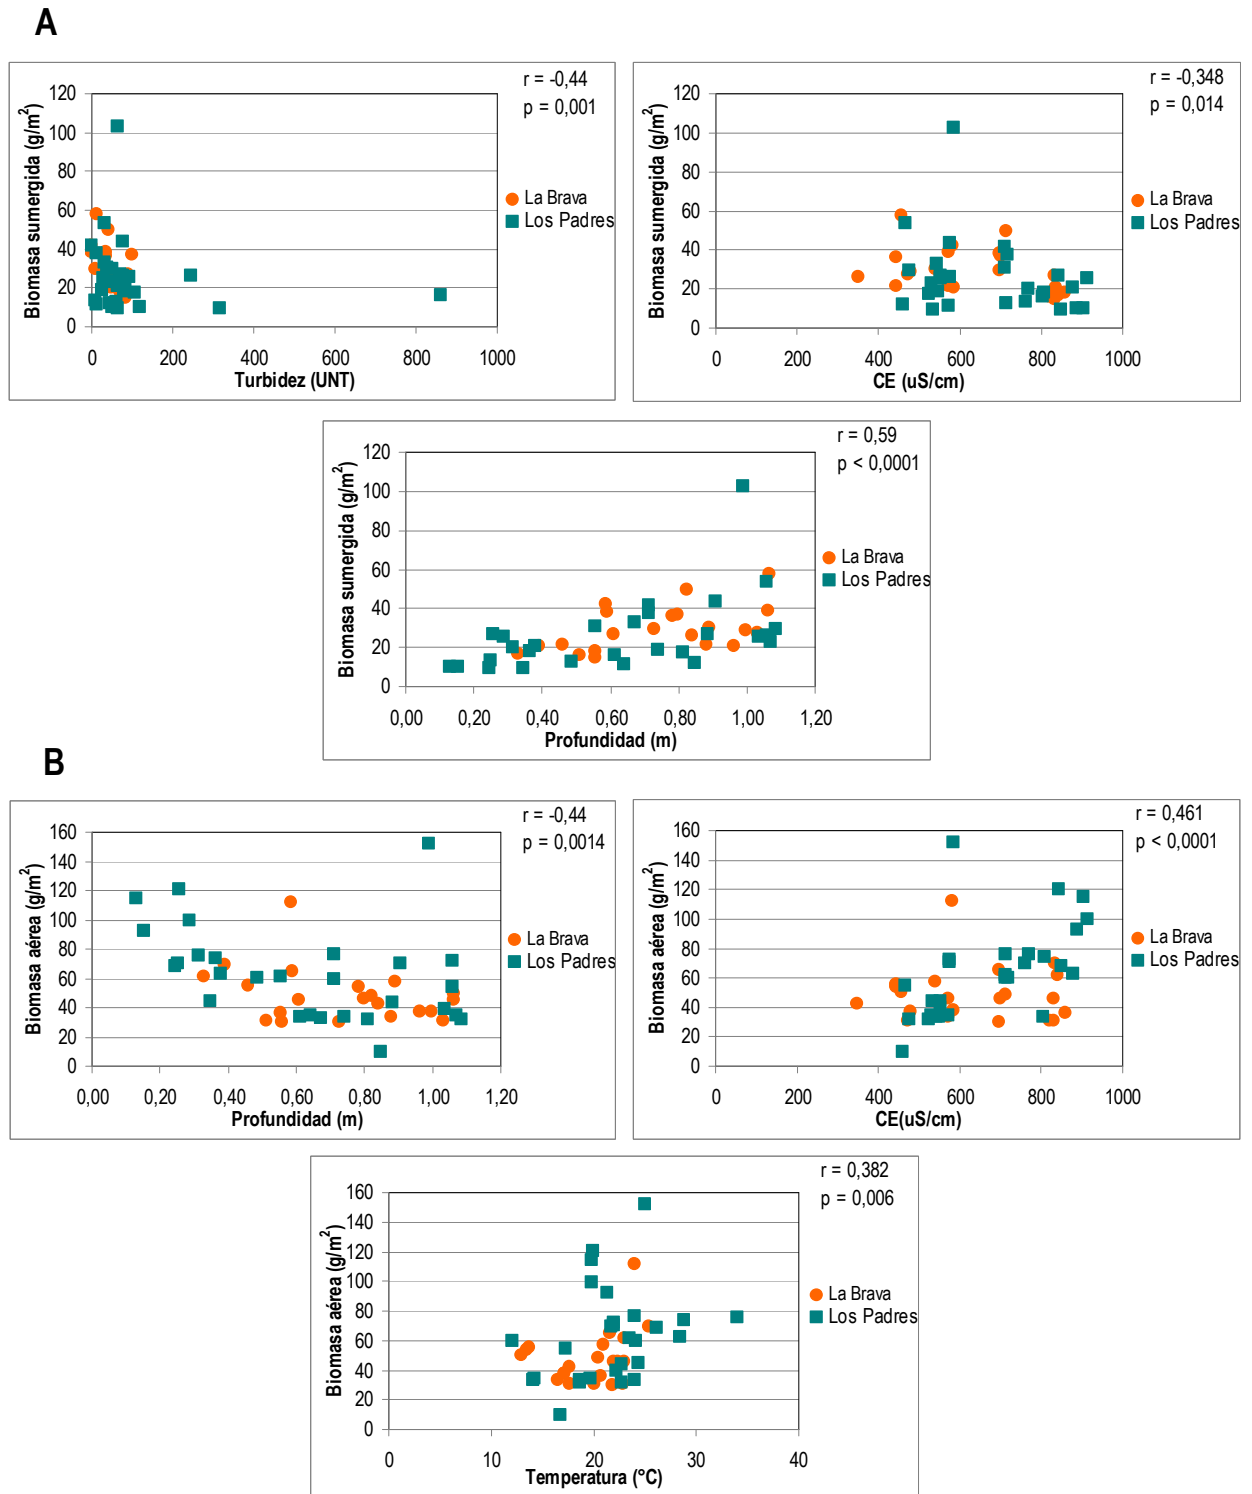 A
r = -0,44
p = 0,001
Biomasa sumergida (g/m²)
120
100
80
60
40
20
0
0 200 400 600 800 1000
Turbidez (UNT)
La Brava
Los Padres
r = -0,348
p = 0,014
Biomasa sumergida (g/m²)
120
100
80
60
40
20
0
0 200 400 600 800 1000
CE (uS/cm)
La Brava
Los Padres
r = 0,59
p < 0,0001
Biomasa sumergida (g/m²)
120
100
80
60
40
20
0
0,00 0,20 0,40 0,60 0,80 1,00 1,20
Profundidad (m)
La Brava
Los Padres
B
r = -0,44
p = 0,0014
Biomasa aérea (g/m²)
160
140
120
100
80
60
40
20
0
0,00 0,20 0,40 0,60 0,80 1,00 1,20
Profundidad (m)
La Brava
Los Padres
r = 0,461
p < 0,0001
Biomasa aérea (g/m²)
160
140
120
100
80
60
40
20
0
0 200 400 600 800 1000
CE(uS/cm)
La Brava
Los Padres
r = 0,382
p = 0,006
Biomasa aérea (g/m²)
160
140
120
100
80
60
40
20
0
0 10 20 30 40
Temperatura (°C)
La Brava
Los Padres